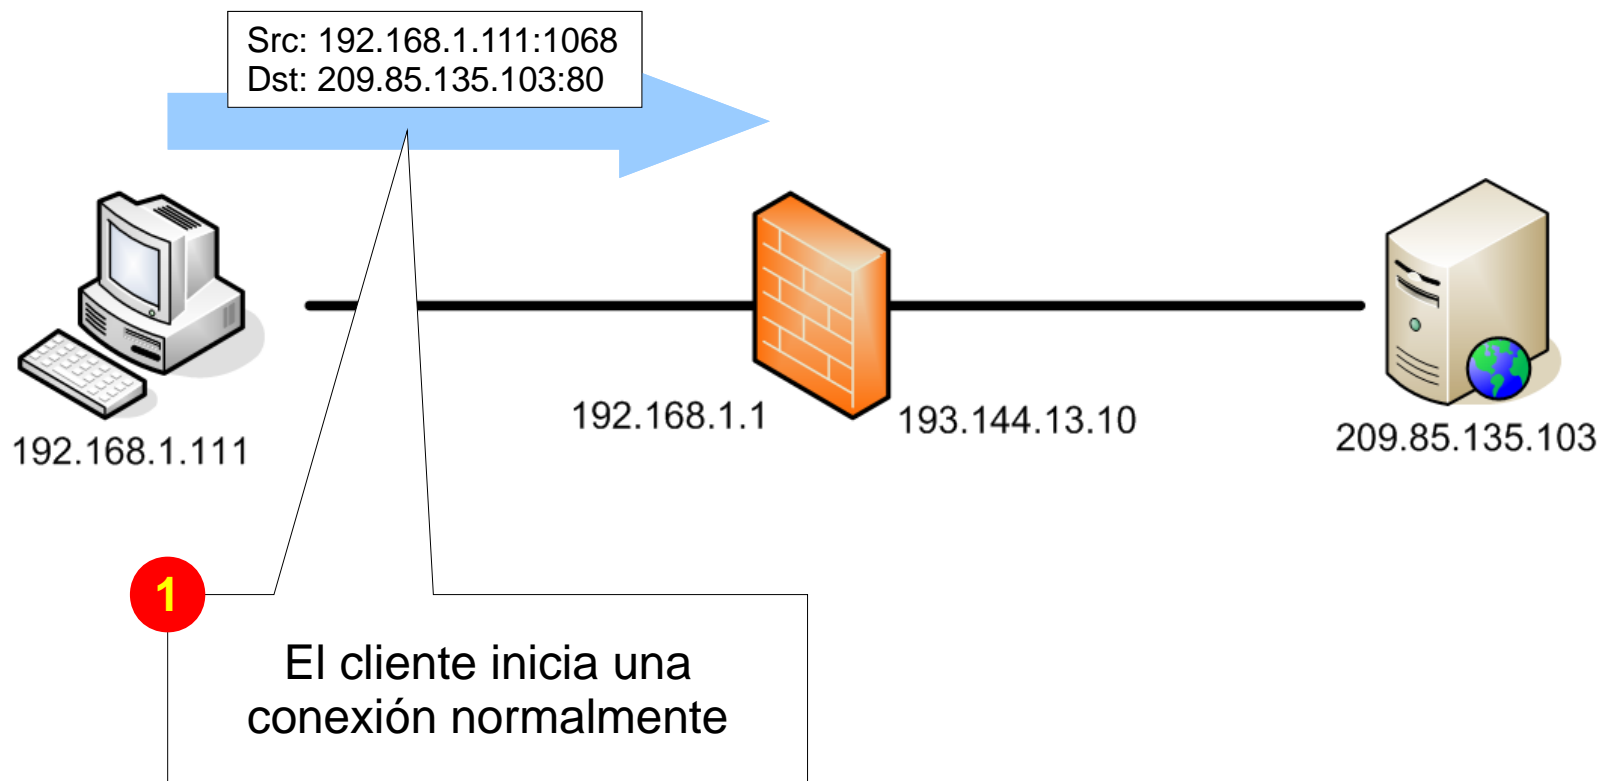 Src: 192.168.1.111:1068
Dst: 209.85.135.103:80
192.168.1.111
192.168.1.1
193.144.13.10
209.85.135.103
1
El cliente inicia una
conexión normalmente